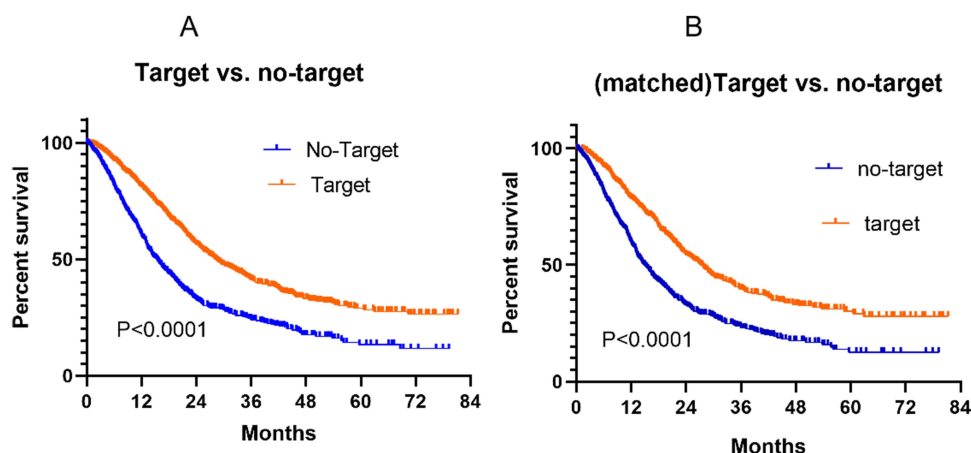 A
Target vs. no-target
100
50
0
Percent survival
No-Target
Target
P<0.0001
0 12 24 36 48 60 72 84
Months
B
(matched)Target vs. no-target
100
50
0
Percent survival
no-target
target
P<0.0001
0 12 24 36 48 60 72 84
Months